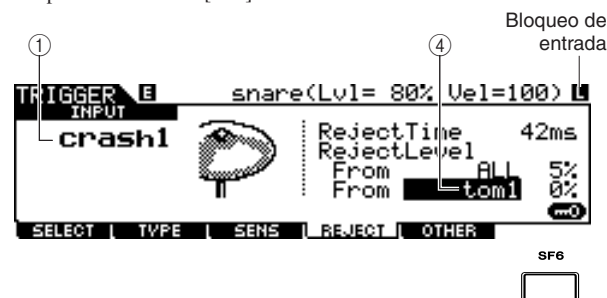 Bloqueo de
entrada
1 4
TRIGGER E snare(Lvl= 80% Vel=100) L
INPUT
crash1
RejectTime 42ms
RejectLevel
From ALL 5%
From tom1 0%
SELECT TYPE SENS REJECT OTHER
SF6